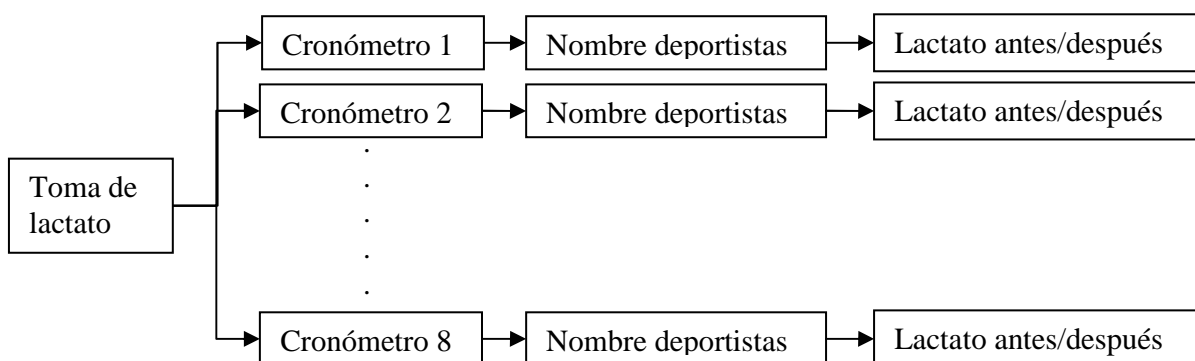 Cronómetro 1 Nombre deportistas Lactato antes/después
Cronómetro 2 Nombre deportistas Lactato antes/después
.
.
Toma de
lactato
.
.
.
Cronómetro 8 Nombre deportistas Lactato antes/después